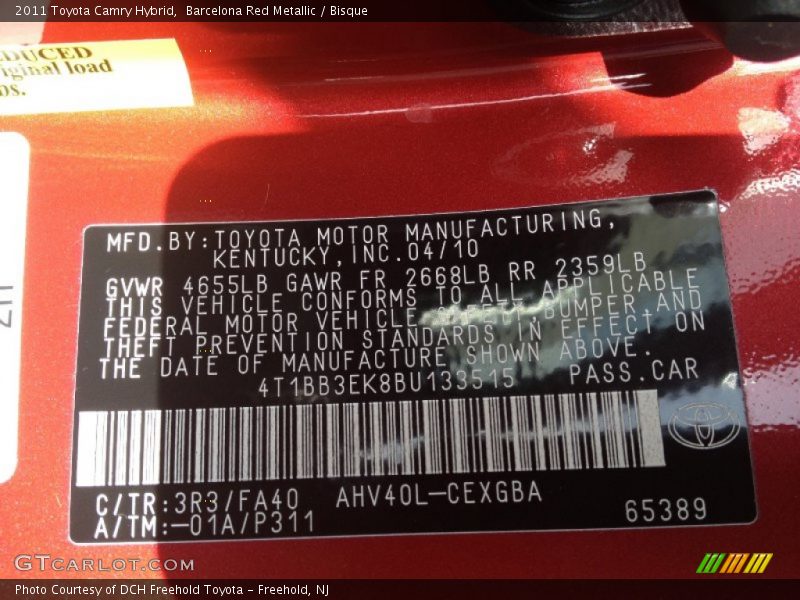 2011 Toyota Camry Hybrid, Barcelona Red Metallic / Bisque
DUCED
iginal load
os.
MFD.BY:TOYOTA MOTOR MANUFACTURING,
KENTUCKY,INC.04/10
GVWR 4655LB GAWR FR 2668LB RR 2359LB
THIS VEHICLE CONFORMS TO ALL APPLICABLE
FEDERAL MOTOR VEHICLE SAFETY,BUMPER,AND
THEFT PREVENTION STANDARDS IN EFFECT ON
THE DATE OF MANUFACTURE SHOWN ABOVE.
4T1BB3EK8BU133515 PASS.CAR
C/TR:3R3/FA40 AHV40L-CEXGBA
A/TM:-01A/P311 65389
GTCARLOT.COM
Photo Courtesy of DCH Freehold Toyota - Freehold, NJ